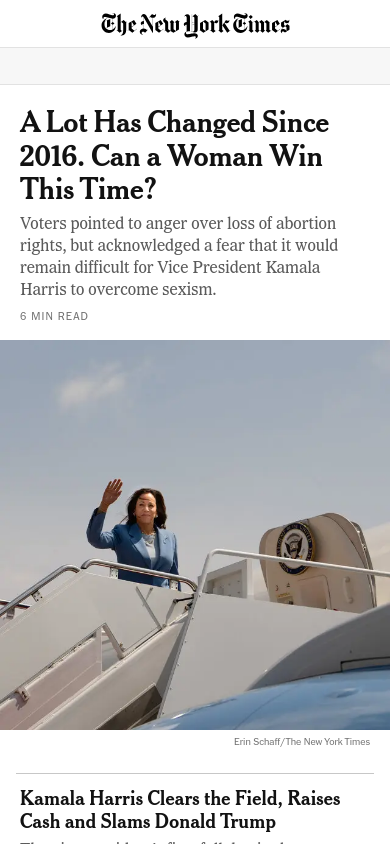 The New York Times
A Lot Has Changed Since
2016. Can a Woman Win
This Time?
Voters pointed to anger over loss of abortion
rights, but acknowledged a fear that it would
remain difficult for Vice President Kamala
Harris to overcome sexism.
6 MIN READ
Erin Schaff/The New York Times
Kamala Harris Clears the Field, Raises
Cash and Slams Donald Trump